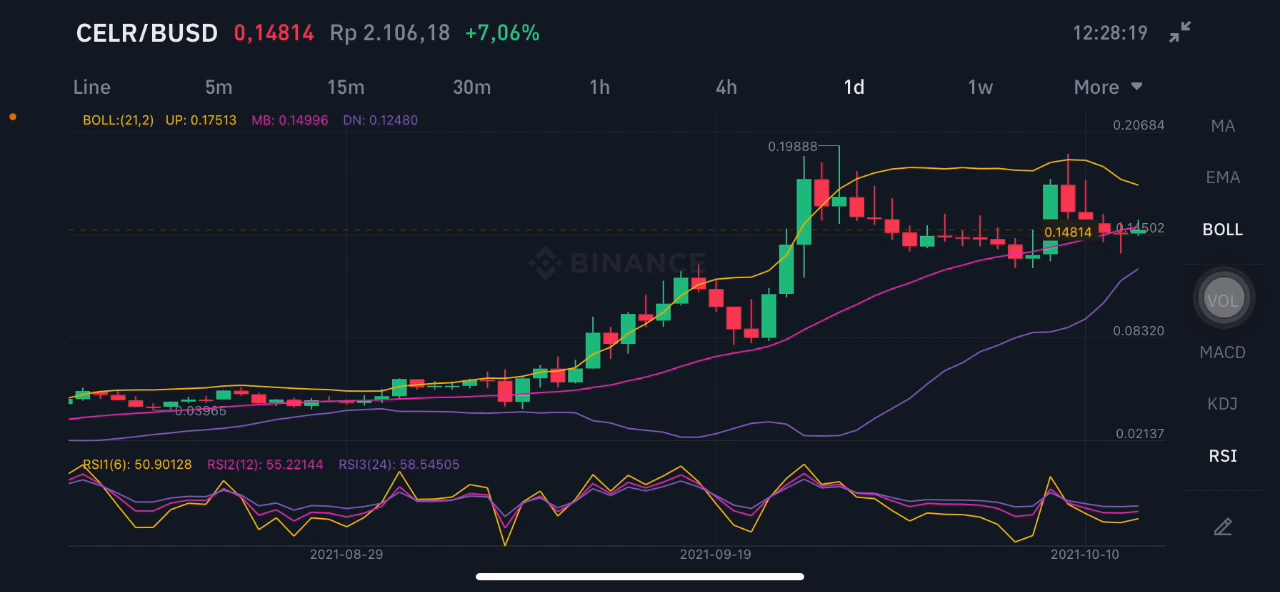 CELR/BUSD 0,14814 Rp 2.106,18 +7,06% 12:28:19
Line 5m 15m 30m 1h 4h 1d 1w More
BOLL:(21,2) UP: 0.17513 MB: 0.14996 DN: 0.12480
0.20684
MA
0.19888
EMA
0.14814
0.14502
BOLL
BINANCE
VOL
0.08320
MACD
0.03965
KDJ
0.02137
RSI1(6): 50.90128 RSI2(12): 55.22144 RSI3(24): 58.54505
RSI
2021-08-29 2021-09-19 2021-10-10